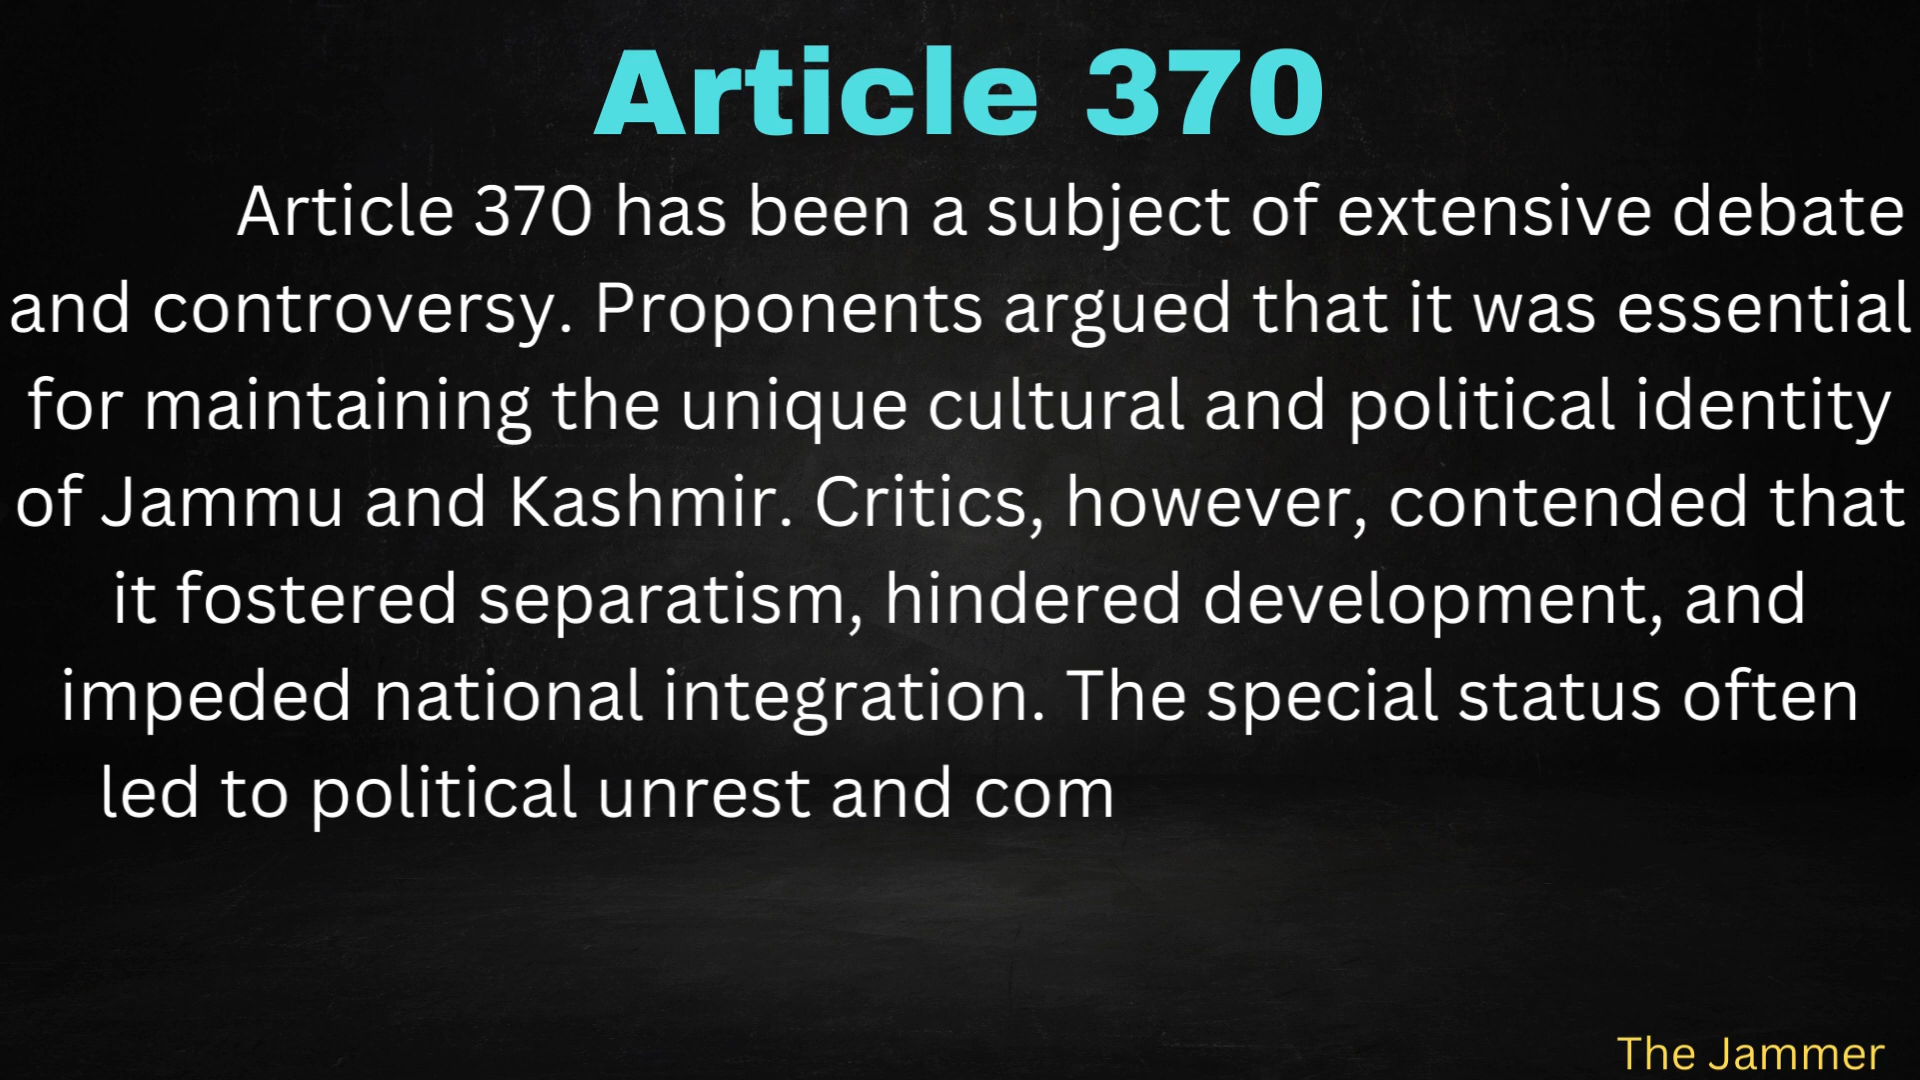 Article 370
Article 370 has been a subject of extensive debate
and controversy. Proponents argued that it was essential
for maintaining the unique cultural and political identity
of Jammu and Kashmir. Critics, however, contended that
it fostered separatism, hindered development, and
impeded national integration. The special status often
led to political unrest and com
The Jammer